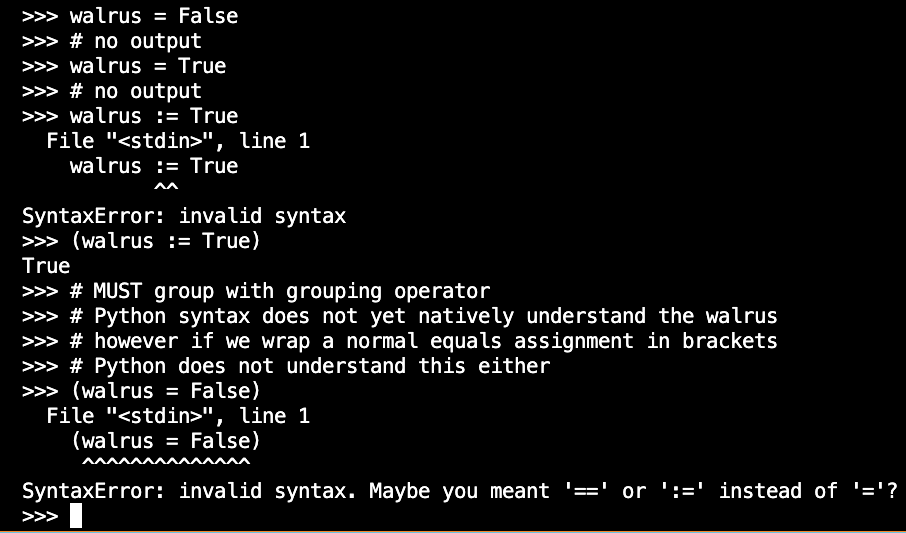 >>> walrus = False
>>> # no output
>>> walrus = True
>>> # no output
>>> walrus := True
  File "<stdin>", line 1
    walrus := True
           ^^
SyntaxError: invalid syntax
>>> (walrus := True)
True
>>> # MUST group with grouping operator
>>> # Python syntax does not yet natively understand the walrus
>>> # however if we wrap a normal equals assignment in brackets
>>> # Python does not understand this either
>>> (walrus = False)
  File "<stdin>", line 1
    (walrus = False)
     ^^^^^^^^^^^^^^
SyntaxError: invalid syntax. Maybe you meant '==' or ':=' instead of '='?
>>>